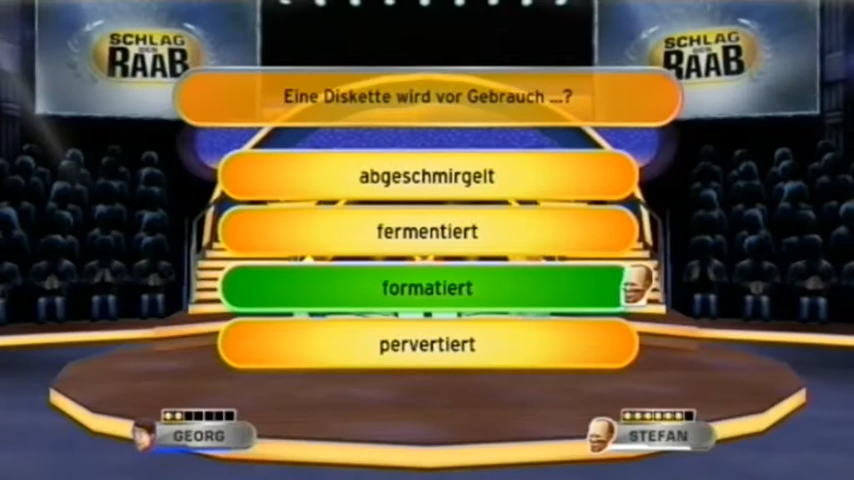 SCHLAG
DEN
RAAB
SCHLAG
DEN
RAAB
Eine Diskette wird vor Gebrauch ...?
abgeschmirgelt
fermentiert
formatiert
pervertiert
GEORG
STEFAN